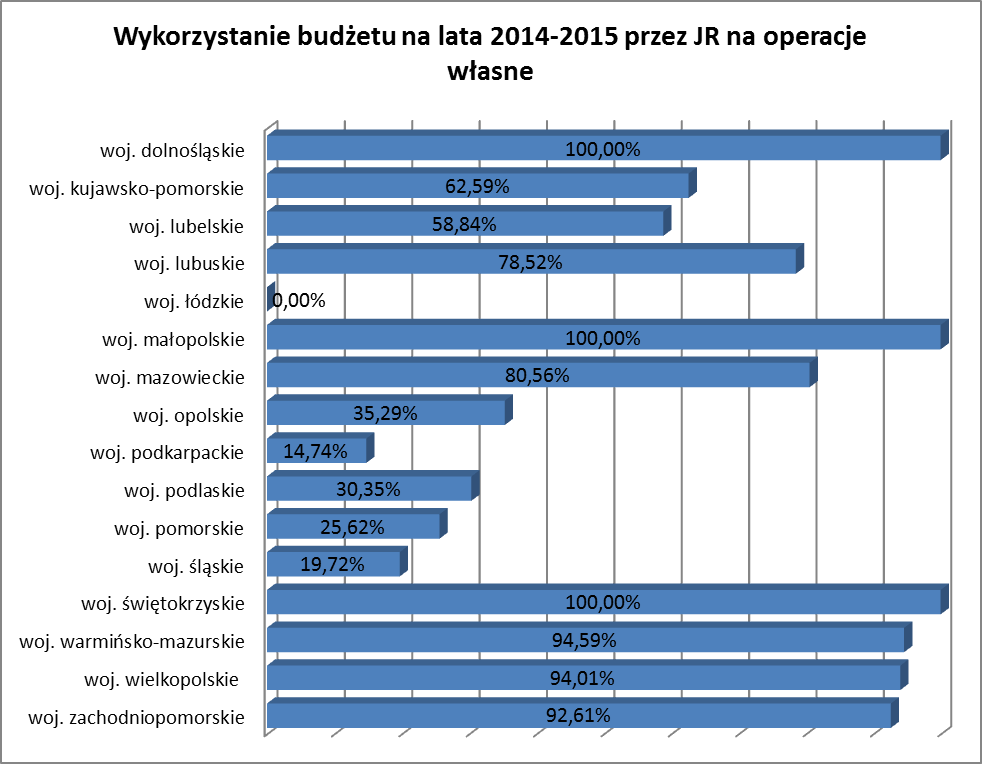 Wykorzystanie budżetu na lata 2014-2015 przez JR na operacje
własne
woj. dolnośląskie 100,00%
woj. kujawsko-pomorskie 62,59%
woj. lubelskie 58,84%
woj. lubuskie 78,52%
woj. łódzkie 0,00%
woj. małopolskie 100,00%
woj. mazowieckie 80,56%
woj. opolskie 35,29%
woj. podkarpackie 14,74%
woj. podlaskie 30,35%
woj. pomorskie 25,62%
woj. śląskie 19,72%
woj. świętokrzyskie 100,00%
woj. warmińsko-mazurskie 94,59%
woj. wielkopolskie 94,01%
woj. zachodniopomorskie 92,61%